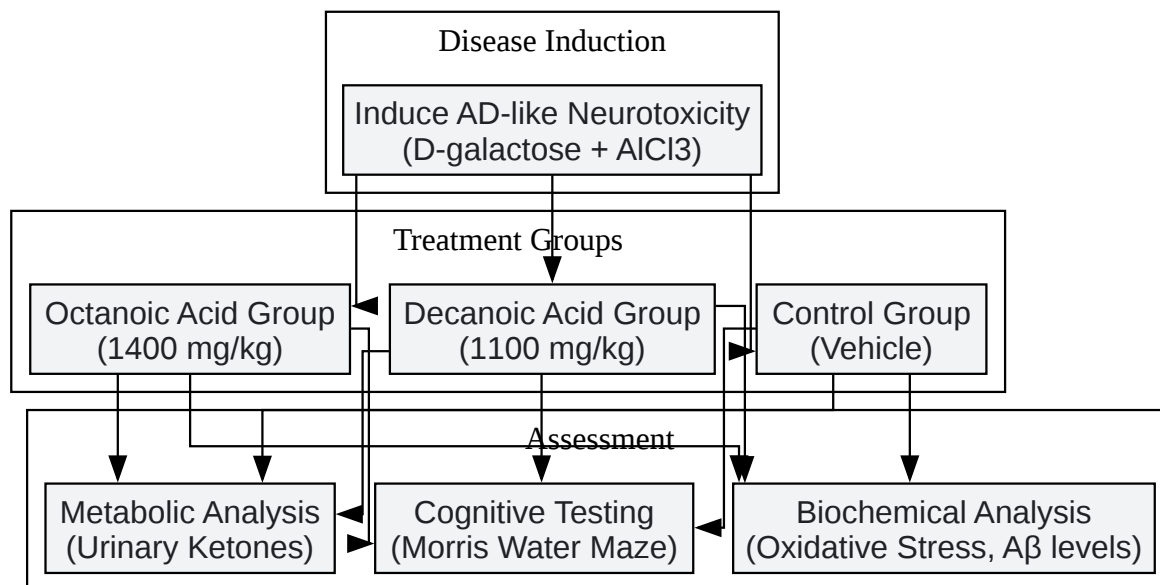 Disease Induction
Induce AD-like Neurotoxicity
(D-galactose + AlCl3)
Treatment Groups
Octanoic Acid Group
(1400 mg/kg)
Decanoic Acid Group
(1100 mg/kg)
Control Group
(Vehicle)
Assessment
Metabolic Analysis
(Urinary Ketones)
Cognitive Testing
(Morris Water Maze)
Biochemical Analysis
(Oxidative Stress, Aβ levels)